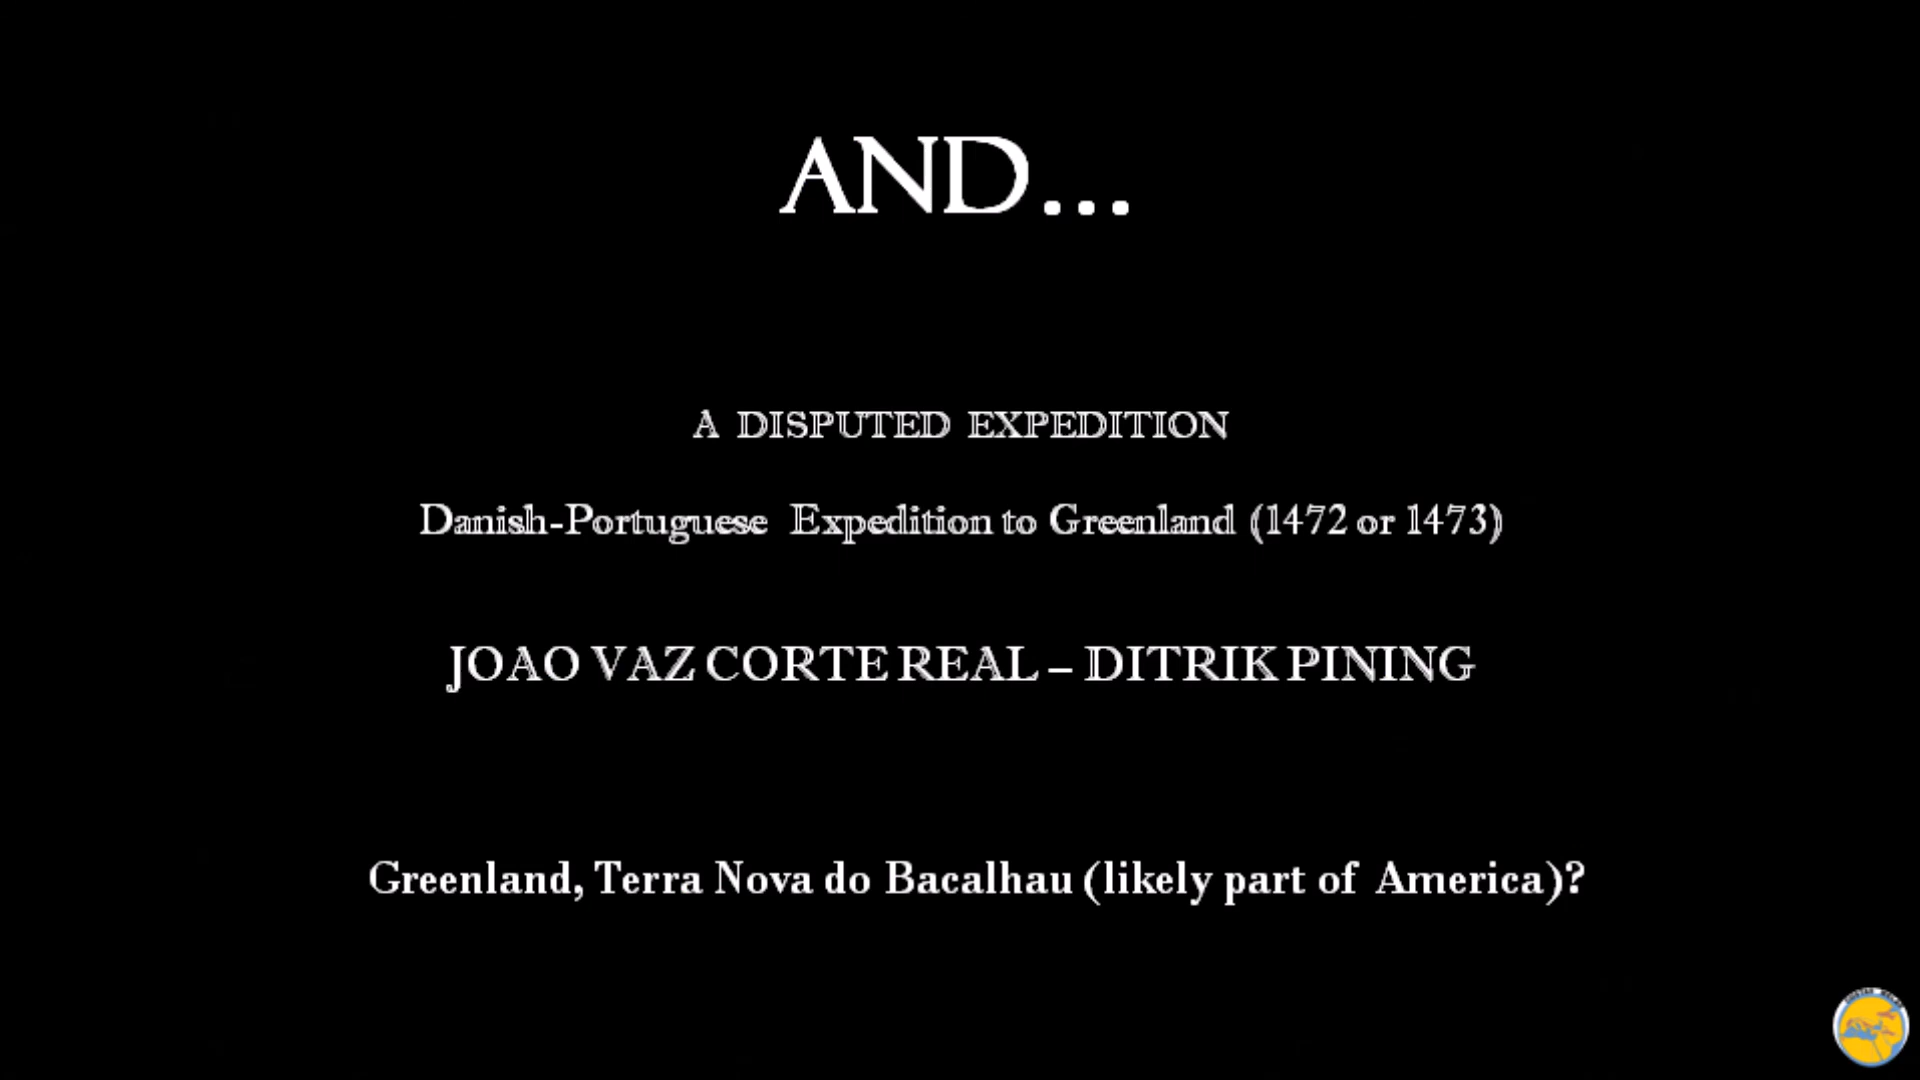 AND...
A DISPUTED EXPEDITION
Danish-Portuguese Expedition to Greenland (1472 or 1473)
JOAO VAZ CORTE REAL – DITRIK PINING
Greenland, Terra Nova do Bacalhau (likely part of America)?